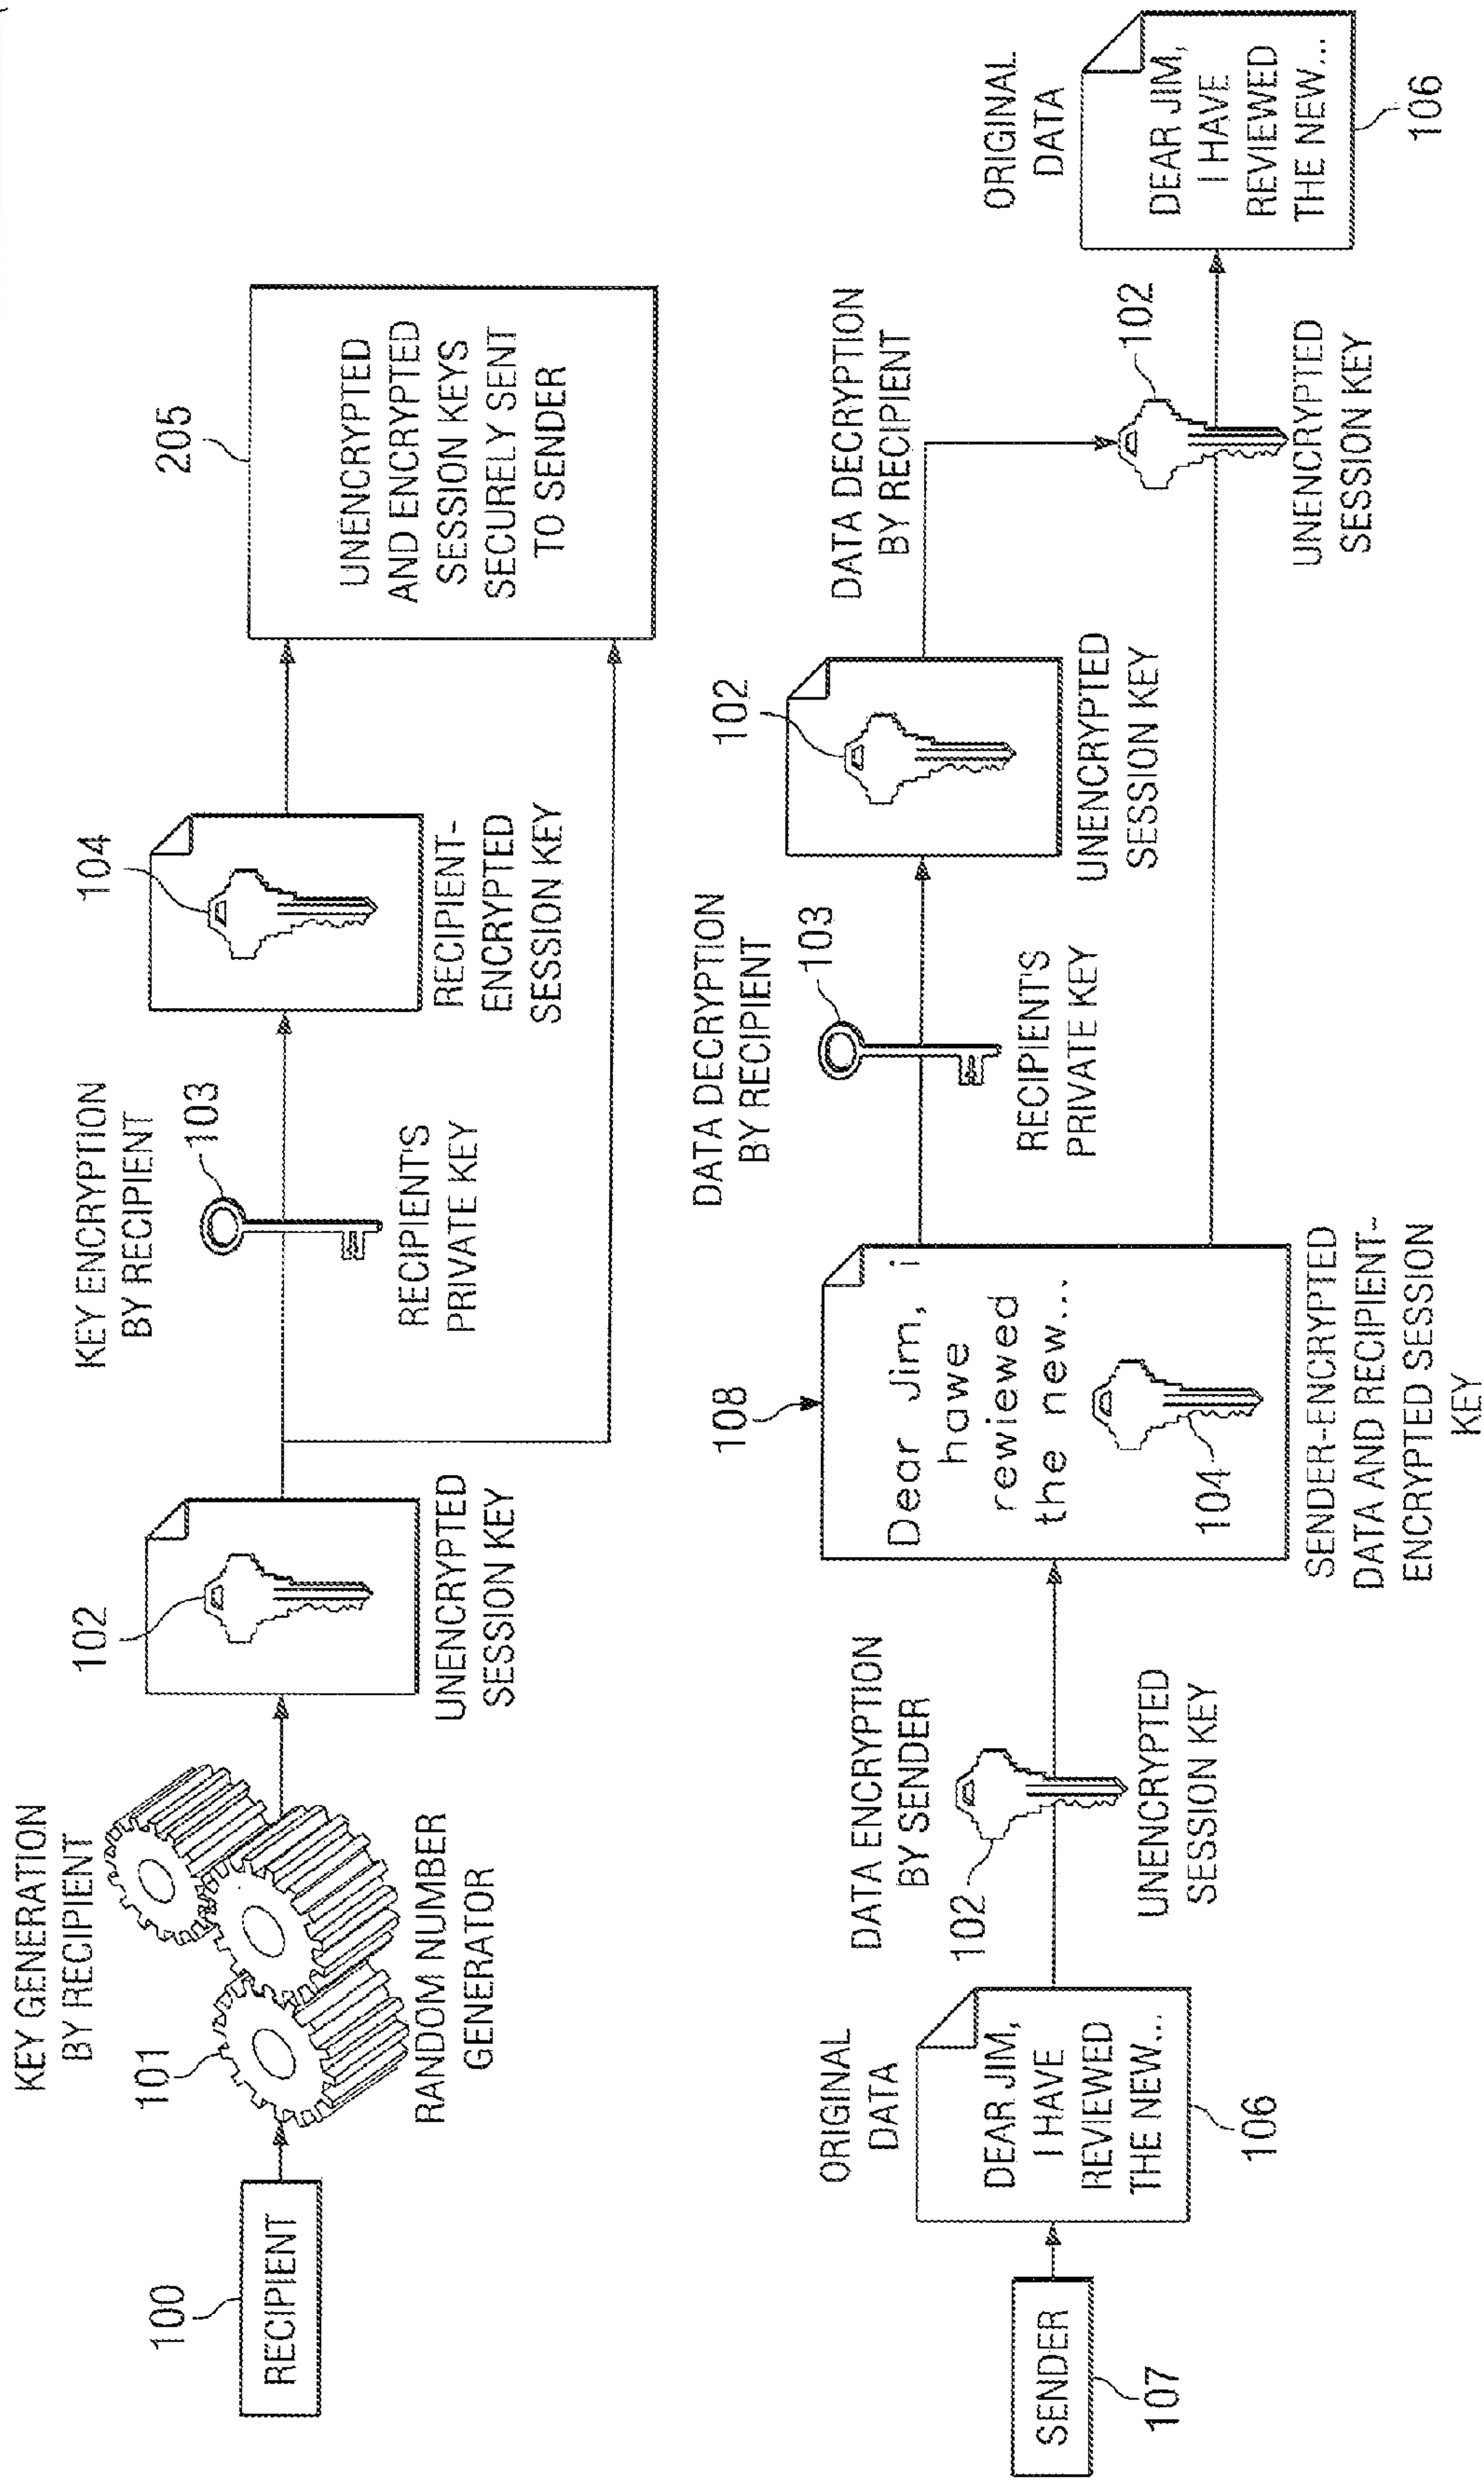 KEY GENERATION
BY RECIPIENT
100
RECIPIENT
101
RANDOM NUMBER
GENERATOR
102
UNENCRYPTED
SESSION KEY
KEY ENCRYPTION
BY RECIPIENT
103
RECIPIENT'S
PRIVATE KEY
104
RECIPIENT-
ENCRYPTED
SESSION KEY
205
UNENCRYPTED
AND ENCRYPTED
SESSION KEYS
SECURELY SENT
TO SENDER
SENDER
107
ORIGINAL
DATA
DEAR JIM,
I HAVE
REVIEWED
THE NEW...
106
DATA ENCRYPTION
BY SENDER
102
UNENCRYPTED
SESSION KEY
108
Dear Jim, i
hawe
rewiewed
the new...
104
SENDER-ENCRYPTED
DATA AND RECIPIENT-
ENCRYPTED SESSION
KEY
DATA DECRYPTION
BY RECIPIENT
103
RECIPIENT'S
PRIVATE KEY
102
UNENCRYPTED
SESSION KEY
DATA DECRYPTION
BY RECIPIENT
102
UNENCRYPTED
SESSION KEY
ORIGINAL
DATA
DEAR JIM,
I HAVE
REVIEWED
THE NEW...
106